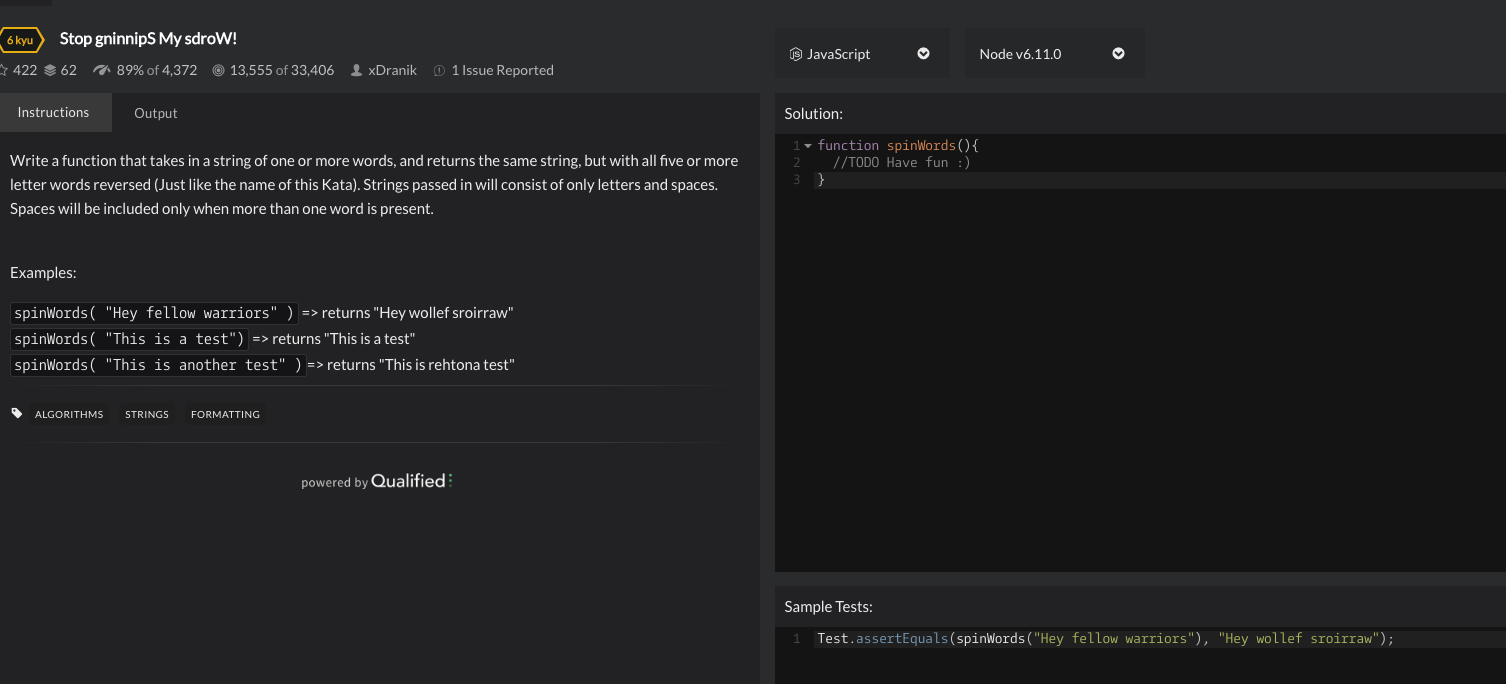 6 kyu Stop gninnipS My sdroW!
422 62 89% of 4,372 13,555 of 33,406 xDranik 1 Issue Reported
Instructions Output
Write a function that takes in a string of one or more words, and returns the same string, but with all five or more
letter words reversed (Just like the name of this Kata). Strings passed in will consist of only letters and spaces.
Spaces will be included only when more than one word is present.
Examples:
spinWords( "Hey fellow warriors" ) => returns "Hey wollef sroirraw"
spinWords( "This is a test") => returns "This is a test"
spinWords( "This is another test" ) => returns "This is rehtona test"
ALGORITHMS STRINGS FORMATTING
powered by Qualified
JavaScript Node v6.11.0
Solution:
1 function spinWords(){
2 //TODO Have fun :)
3 }
Sample Tests:
1 Test.assertEquals(spinWords("Hey fellow warriors"), "Hey wollef sroirraw");